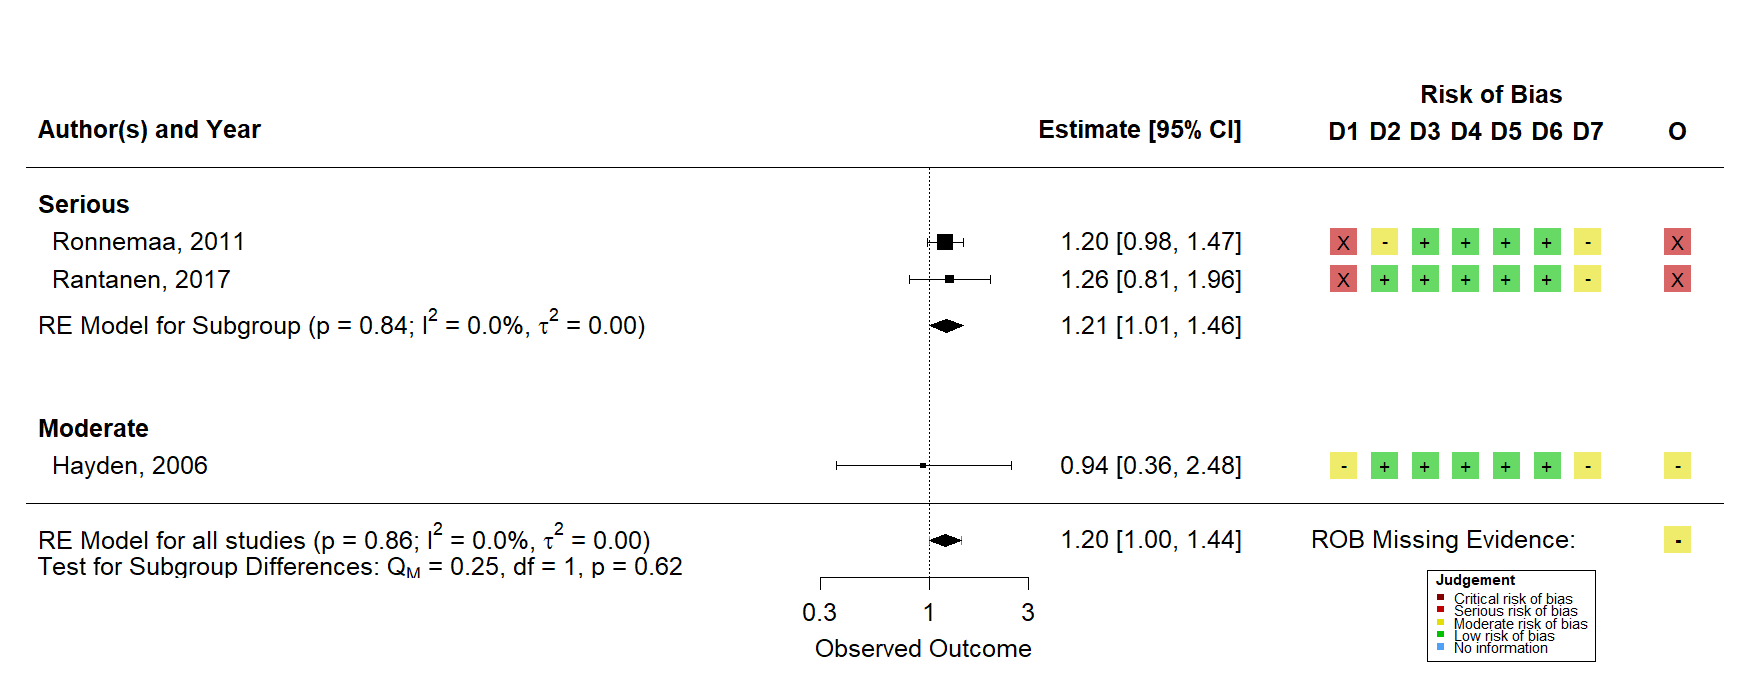 Risk of Bias
Author(s) and Year Estimate [95% CI] D1 D2 D3 D4 D5 D6 D7 O
Serious
Ronnemaa, 2011 1.20 [0.98, 1.47] X - + + + + - X
Rantanen, 2017 1.26 [0.81, 1.96] X + + + + + - X
RE Model for Subgroup (p = 0.84; I² = 0.0%, τ² = 0.00) 1.21 [1.01, 1.46]
Moderate
Hayden, 2006 0.94 [0.36, 2.48] - + + + + + - -
RE Model for all studies (p = 0.86; I² = 0.0%, τ² = 0.00) 1.20 [1.00, 1.44] ROB Missing Evidence: -
Test for Subgroup Differences: Q_M = 0.25, df = 1, p = 0.62
0.3 1 3
Observed Outcome
Judgement
Critical risk of bias
Serious risk of bias
Moderate risk of bias
Low risk of bias
No information